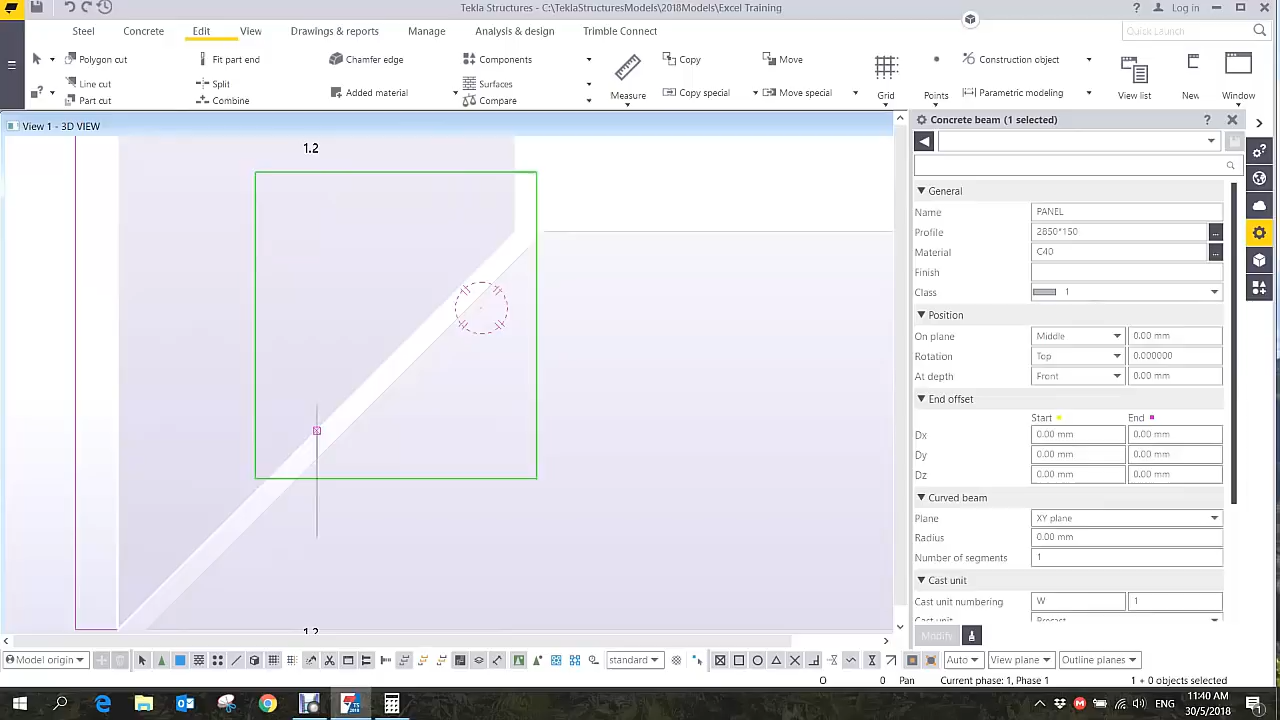 Tekla Structures - C:\TeklaStructuresModels\2018Models\Excel Training
Log in
Steel Concrete Edit View Drawings & reports Manage Analysis & design Trimble Connect
Quick Launch
Polygon cut Fit part end Chamfer edge Components Copy Move Construction object
Line cut Split Surfaces
Part cut Combine Added material Compare Copy special Move special Parametric modeling
Measure Grid Points View list New Window
View 1 - 3D VIEW
1.2
1.2
Concrete beam (1 selected)
General
Name PANEL
Profile 2850*150 ...
Material C40 ...
Finish
Class 1
Position
On plane Middle 0.00 mm
Rotation Top 0.000000
At depth Front 0.00 mm
End offset
Start End
Dx 0.00 mm 0.00 mm
Dy 0.00 mm 0.00 mm
Dz 0.00 mm 0.00 mm
Curved beam
Plane XY plane
Radius 0.00 mm
Number of segments 1
Cast unit
Cast unit numbering W 1
Cast unit Precast
Modify
Model origin standard Auto View plane Outline planes
O 0 Pan Current phase: 1, Phase 1 1 + 0 objects selected
ENG 11:40 AM
30/5/2018